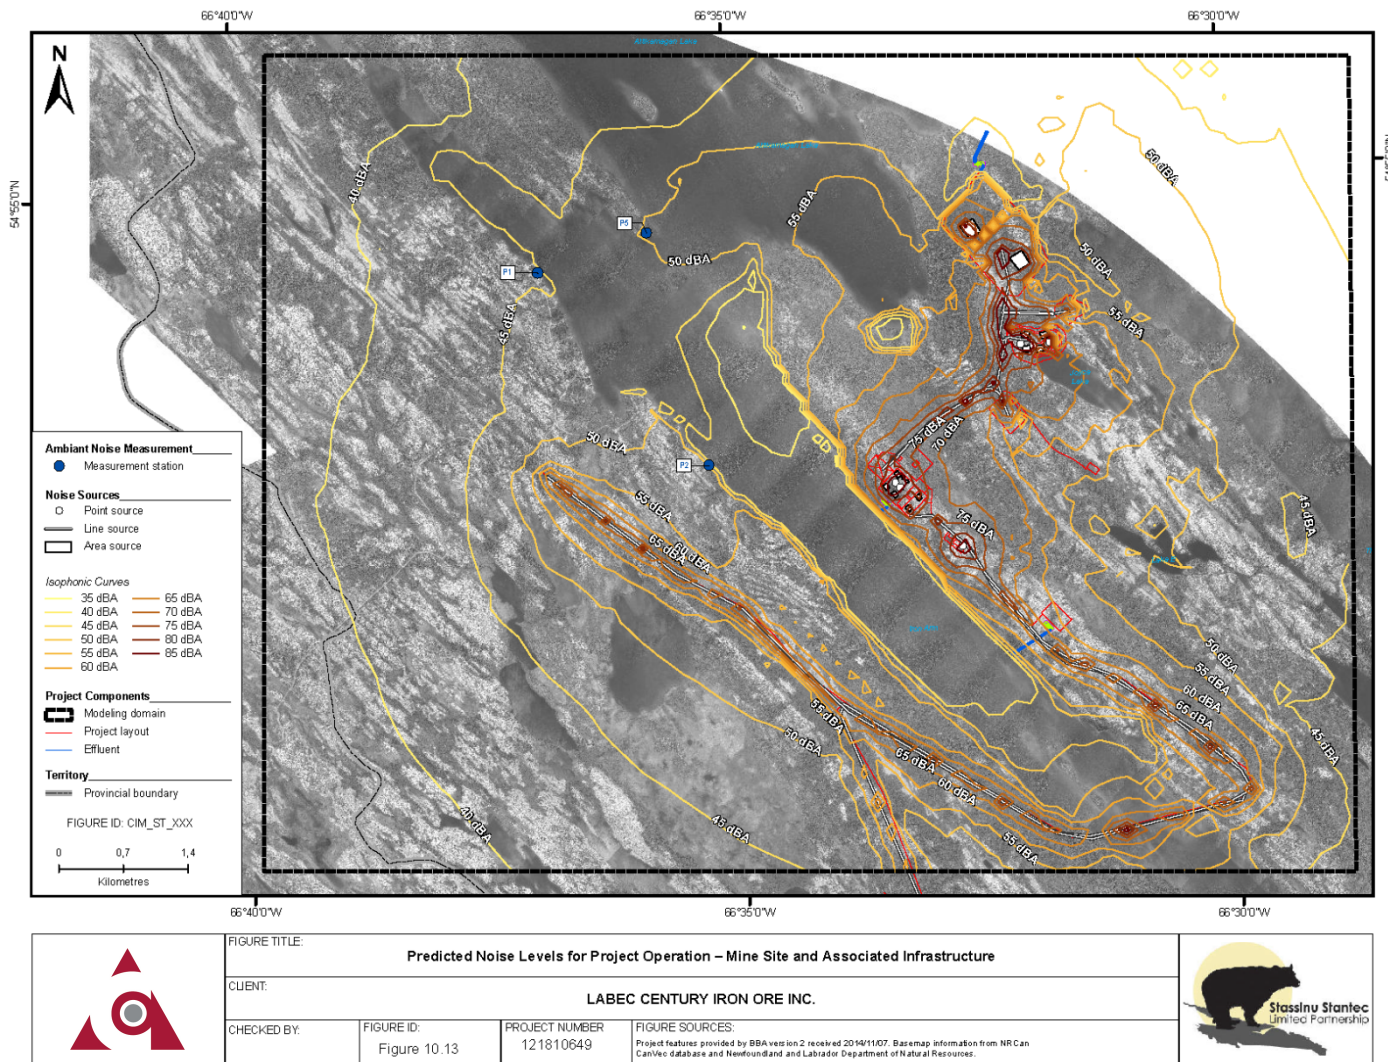 66°40'0"W
66°35'0"W
66°30'0"W
N
54°55'0"N
40 dBA
50 dBA
P5
55 dBA
50 dBA
P1
50 dBA
45 dBA
55 dBA
50 dBA
P2
75 dBA
70 dBA
55 dBA
60 dBA
65 dBA
75 dBA
45 dBA
50 dBA
55 dBA
60 dBA
65 dBA
45 dBA
55 dBA
50 dBA
65 dBA
60 dBA
45 dBA
40 dBA
55 dBA
Ambiant Noise Measurement
Measurement station
Noise Sources
Point source
Line source
Area source
Isophonic Curves
35 dBA 65 dBA
40 dBA 70 dBA
45 dBA 75 dBA
50 dBA 80 dBA
55 dBA 85 dBA
60 dBA
Project Components
Modeling domain
Project layout
Effluent
Territory
Provincial boundary
FIGURE ID: CIM_ST_XXX
0 0,7 1,4
Kilometres
66°40'0"W
66°35'0"W
66°30'0"W
FIGURE TITLE:
Predicted Noise Levels for Project Operation – Mine Site and Associated Infrastructure
CLIENT:
LABEC CENTURY IRON ORE INC.
CHECKED BY:
FIGURE ID:
Figure 10.13
PROJECT NUMBER
121810649
FIGURE SOURCES:
Project features provided by BBA version 2 received 2014/11/07. Basemap information from NR Can
CanVec database and Newfoundland and Labrador Department of Natural Resources.
Stassinu Stantec
Limited Partnership